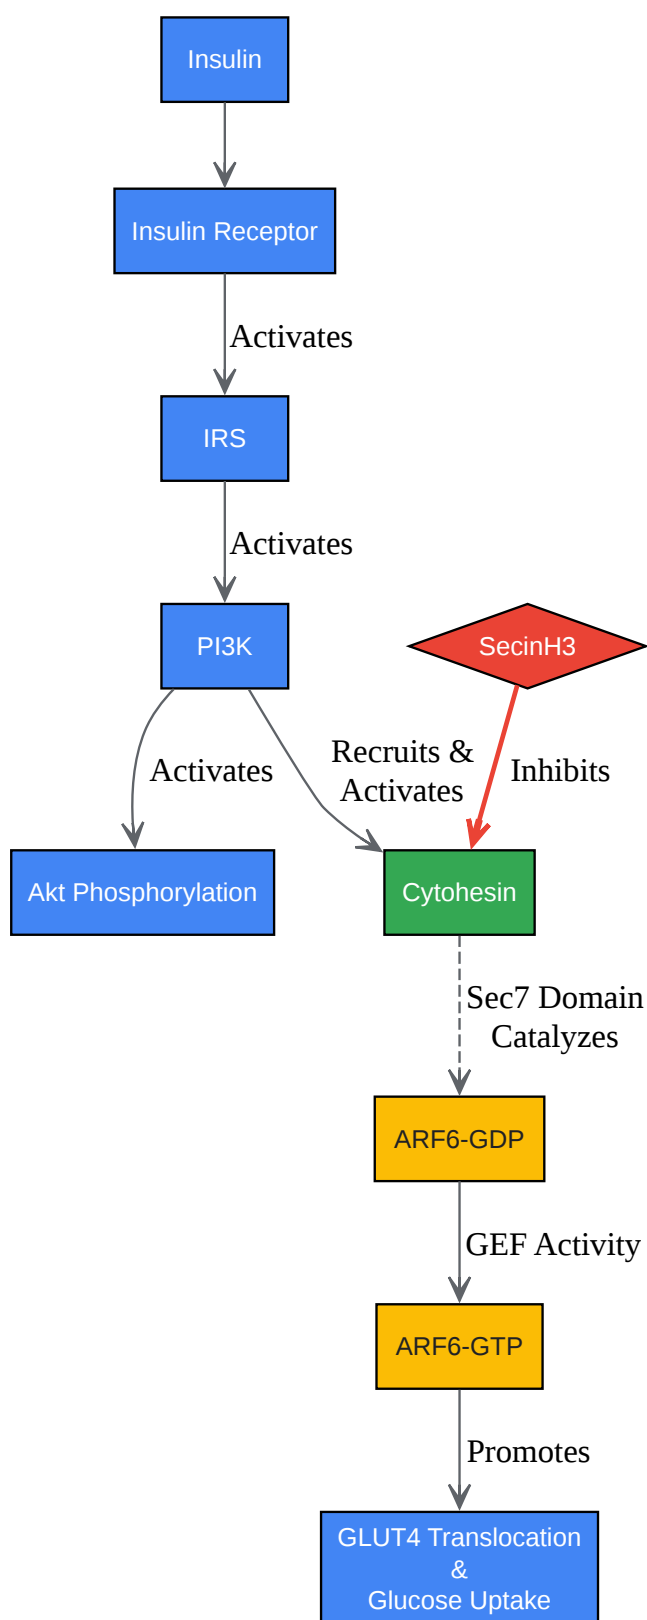 Insulin
Insulin Receptor
Activates
IRS
Activates
PI3K
SecinH3
Activates
Recruits &
Activates
Inhibits
Akt Phosphorylation
Cytohesin
Sec7 Domain
Catalyzes
ARF6-GDP
GEF Activity
ARF6-GTP
Promotes
GLUT4 Translocation
&
Glucose Uptake